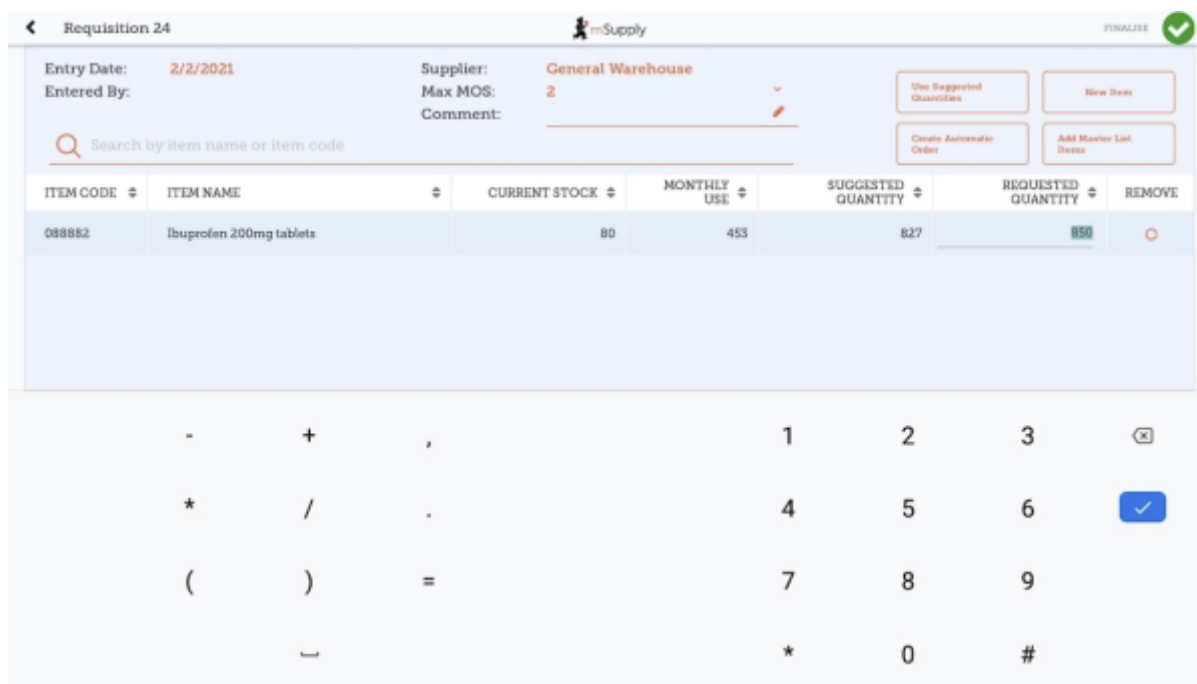 Requisition 24
mSupply
FINALISE
Entry Date: 2/2/2021
Entered By:
Supplier: General Warehouse
Max MOS: 2
Comment:
Use Suggested Quantities
New Item
Create Automatic Order
Add Master List Items
Search by item name or item code
ITEM CODE ITEM NAME CURRENT STOCK MONTHLY USE SUGGESTED QUANTITY REQUESTED QUANTITY REMOVE
088882 Ibuprofen 200mg tablets 80 453 827 850
- + , 1 2 3
* / . 4 5 6
( ) = 7 8 9
* 0 #